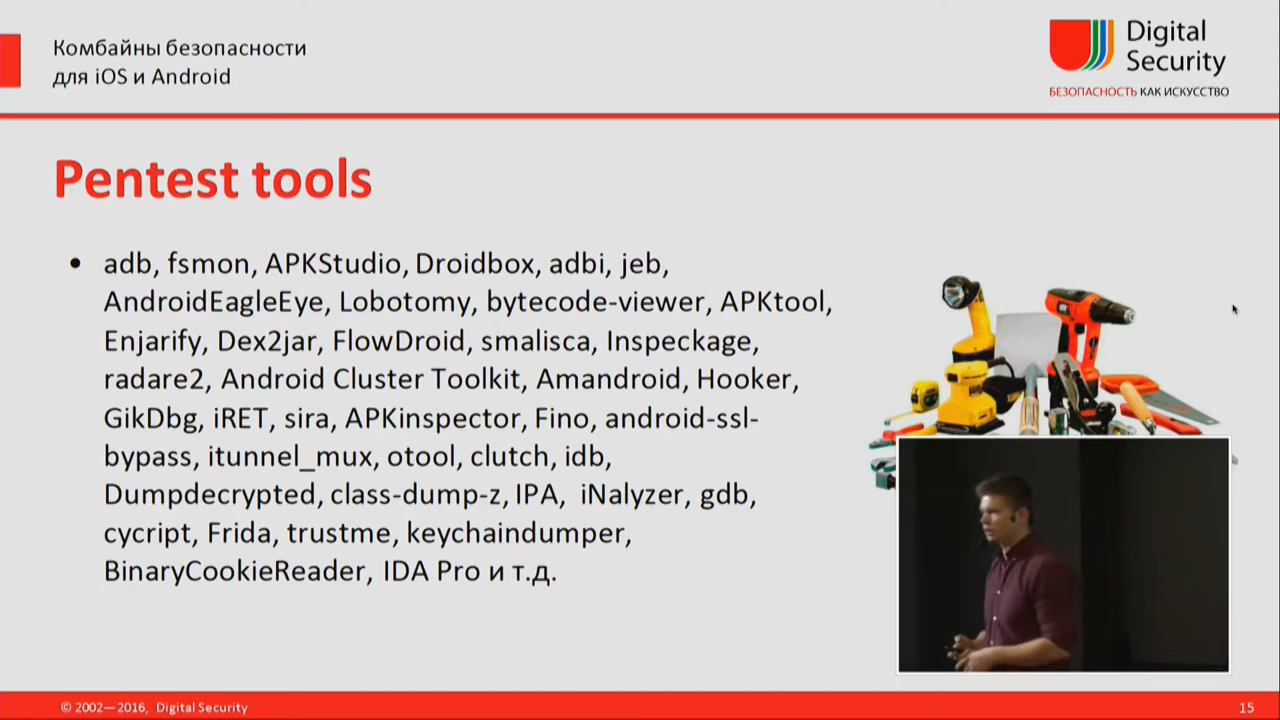 Комбайны безопасности
для iOS и Android
Digital
Security
БЕЗОПАСНОСТЬ КАК ИСКУССТВО
Pentest tools
• adb, fsmon, APKStudio, Droidbox, adbi, jeb,
AndroidEagleEye, Lobotomy, bytecode-viewer, APKtool,
Enjarify, Dex2jar, FlowDroid, smalisca, Inspeckage,
radare2, Android Cluster Toolkit, Amandroid, Hooker,
GikDbg, iRET, sira, APKinspector, Fino, android-ssl-
bypass, itunnel_mux, otool, clutch, idb,
Dumpdecrypted, class-dump-z, IPA, iNalyzer, gdb,
cycript, Frida, trustme, keychaindumper,
BinaryCookieReader, IDA Pro и т.д.
© 2002—2016, Digital Security
15